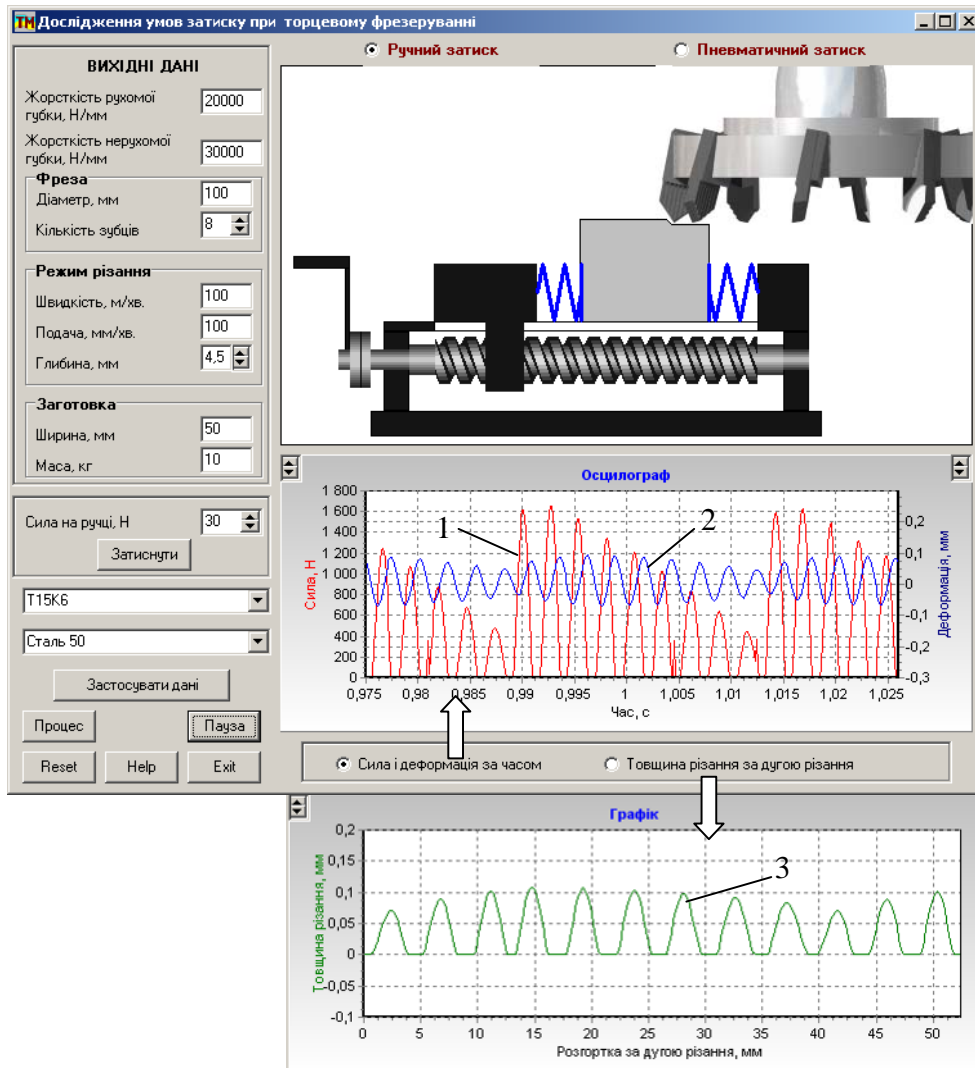 TM Дослідження умов затиску при торцевому фрезеруванні
Ручний затиск
Пневматичний затиск
ВИХІДНІ ДАНІ
Жорсткість рухомої
губки, Н/мм
20000
Жорсткість нерухомої
губки, Н/мм
30000
Фреза
Діаметр, мм
100
Кількість зубців
8
Режим різання
Швидкість, м/хв.
100
Подача, мм/хв.
100
Глибина, мм
4,5
Заготовка
Ширина, мм
50
Маса, кг
10
Сила на ручці, Н
30
Затиснути
Т15К6
Сталь 50
Застосувати дані
Процес
Пауза
Reset
Help
Exit
Осцилограф
Сила, Н
1 800
1 600
1 400
1 200
1 000
800
600
400
200
0
1
2
0,2
0,1
0
-0,1
-0,2
-0,3
Деформація, мм
0,975 0,98 0,985 0,99 0,995 1 1,005 1,01 1,015 1,02 1,025
Час, с
Сила і деформація за часом
Товщина різання за дугою різання
Графік
Товщина різання, мм
0,2
0,15
0,1
0,05
0
-0,05
-0,1
3
0 5 10 15 20 25 30 35 40 45 50
Розгортка за дугою різання, мм